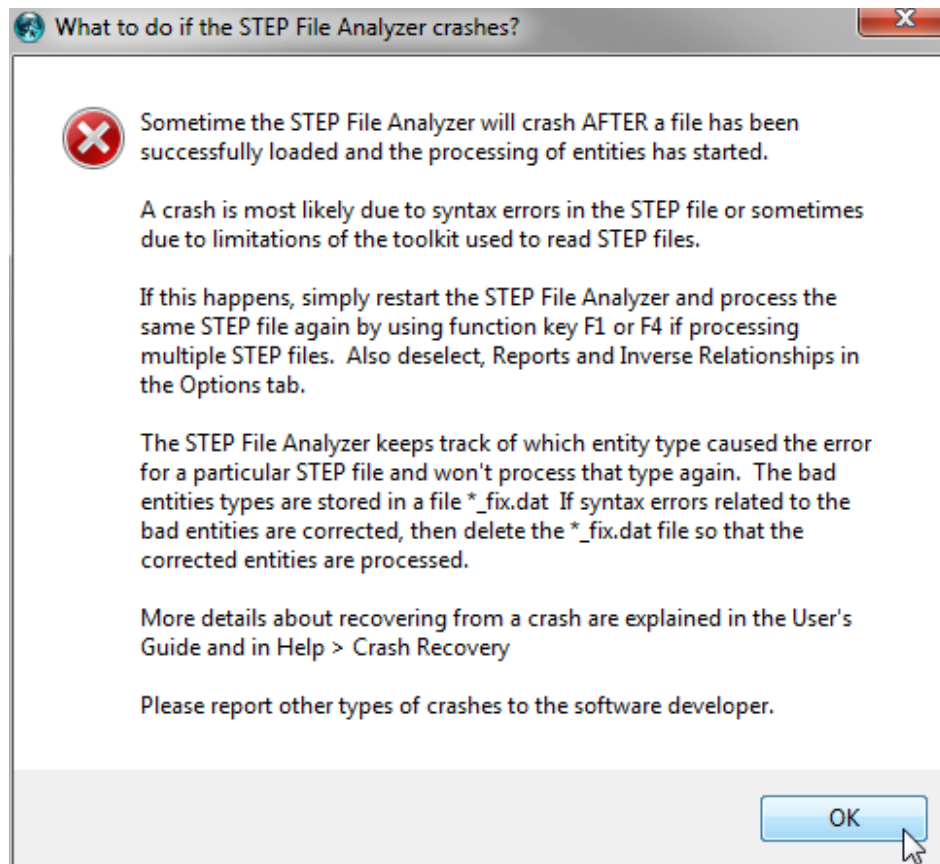 What to do if the STEP File Analyzer crashes?
Sometime the STEP File Analyzer will crash AFTER a file has been
successfully loaded and the processing of entities has started.
A crash is most likely due to syntax errors in the STEP file or sometimes
due to limitations of the toolkit used to read STEP files.
If this happens, simply restart the STEP File Analyzer and process the
same STEP file again by using function key F1 or F4 if processing
multiple STEP files.  Also deselect, Reports and Inverse Relationships in
the Options tab.
The STEP File Analyzer keeps track of which entity type caused the error
for a particular STEP file and won't process that type again.  The bad
entities types are stored in a file *_fix.dat  If syntax errors related to the
bad entities are corrected, then delete the *_fix.dat file so that the
corrected entities are processed.
More details about recovering from a crash are explained in the User's
Guide and in Help > Crash Recovery
Please report other types of crashes to the software developer.
OK